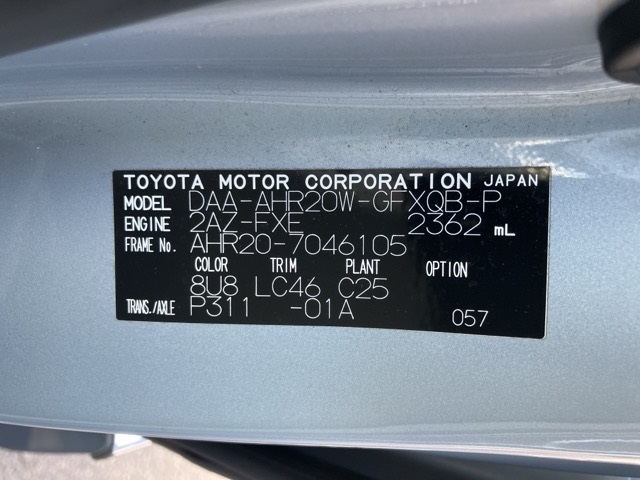 TOYOTA MOTOR CORPORATION JAPAN
MODEL DAA-AHR20W-GFXQB-P
ENGINE 2AZ-FXE 2362 mL
FRAME No. AHR20-7046105
COLOR TRIM PLANT OPTION
8U8 LC46 C25
TRANS./AXLE P311 -01A 057